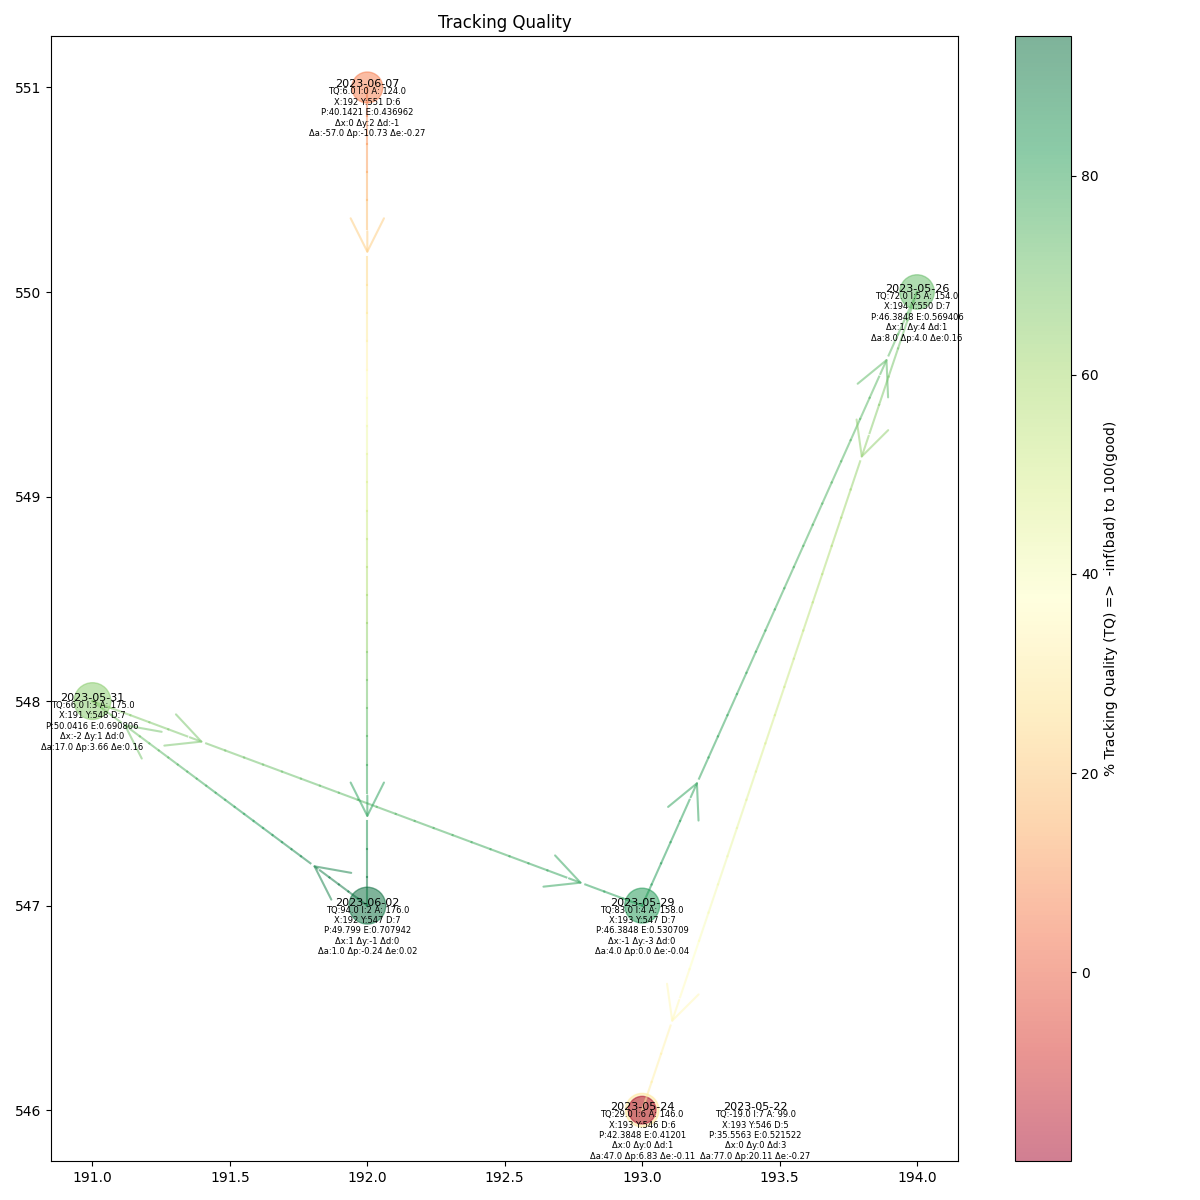 Tracking Quality
551
550
549
548
547
546
2023-06-07
TQ:6.0 I:0 A: 124.0
X:192 Y:551 D:6
P:40.1421 E:0.436962
Δx:0 Δy:2 Δd:-1
Δa:-57.0 Δp:-10.73 Δe:-0.27
2023-05-26
TQ:72.0 I:5 A: 154.0
X:194 Y:550 D:7
P:46.3848 E:0.569406
Δx:1 Δy:4 Δd:1
Δa:8.0 Δp:4.0 Δe:0.16
2023-05-31
TQ:66.0 I:3 A: 175.0
X:191 Y:548 D:7
P:50.0416 E:0.690806
Δx:-2 Δy:1 Δd:0
Δa:17.0 Δp:3.66 Δe:0.16
2023-06-02
TQ:94.0 I:2 A: 176.0
X:192 Y:547 D:7
P:49.799 E:0.707942
Δx:1 Δy:-1 Δd:0
Δa:1.0 Δp:-0.24 Δe:0.02
2023-05-29
TQ:83.0 I:4 A: 158.0
X:193 Y:547 D:7
P:46.3848 E:0.530709
Δx:-1 Δy:-3 Δd:0
Δa:4.0 Δp:0.0 Δe:-0.04
2023-05-24
TQ:29.0 I:6 A: 146.0
X:193 Y:546 D:6
P:42.3848 E:0.41201
Δx:0 Δy:0 Δd:1
Δa:47.0 Δp:6.83 Δe:-0.11
2023-05-22
TQ:-19.0 I:7 A: 99.0
X:193 Y:546 D:5
P:35.5563 E:0.521522
Δx:0 Δy:0 Δd:3
Δa:77.0 Δp:20.11 Δe:-0.27
191.0
191.5
192.0
192.5
193.0
193.5
194.0
80
60
40
20
0
% Tracking Quality (TQ) => -inf(bad) to 100(good)